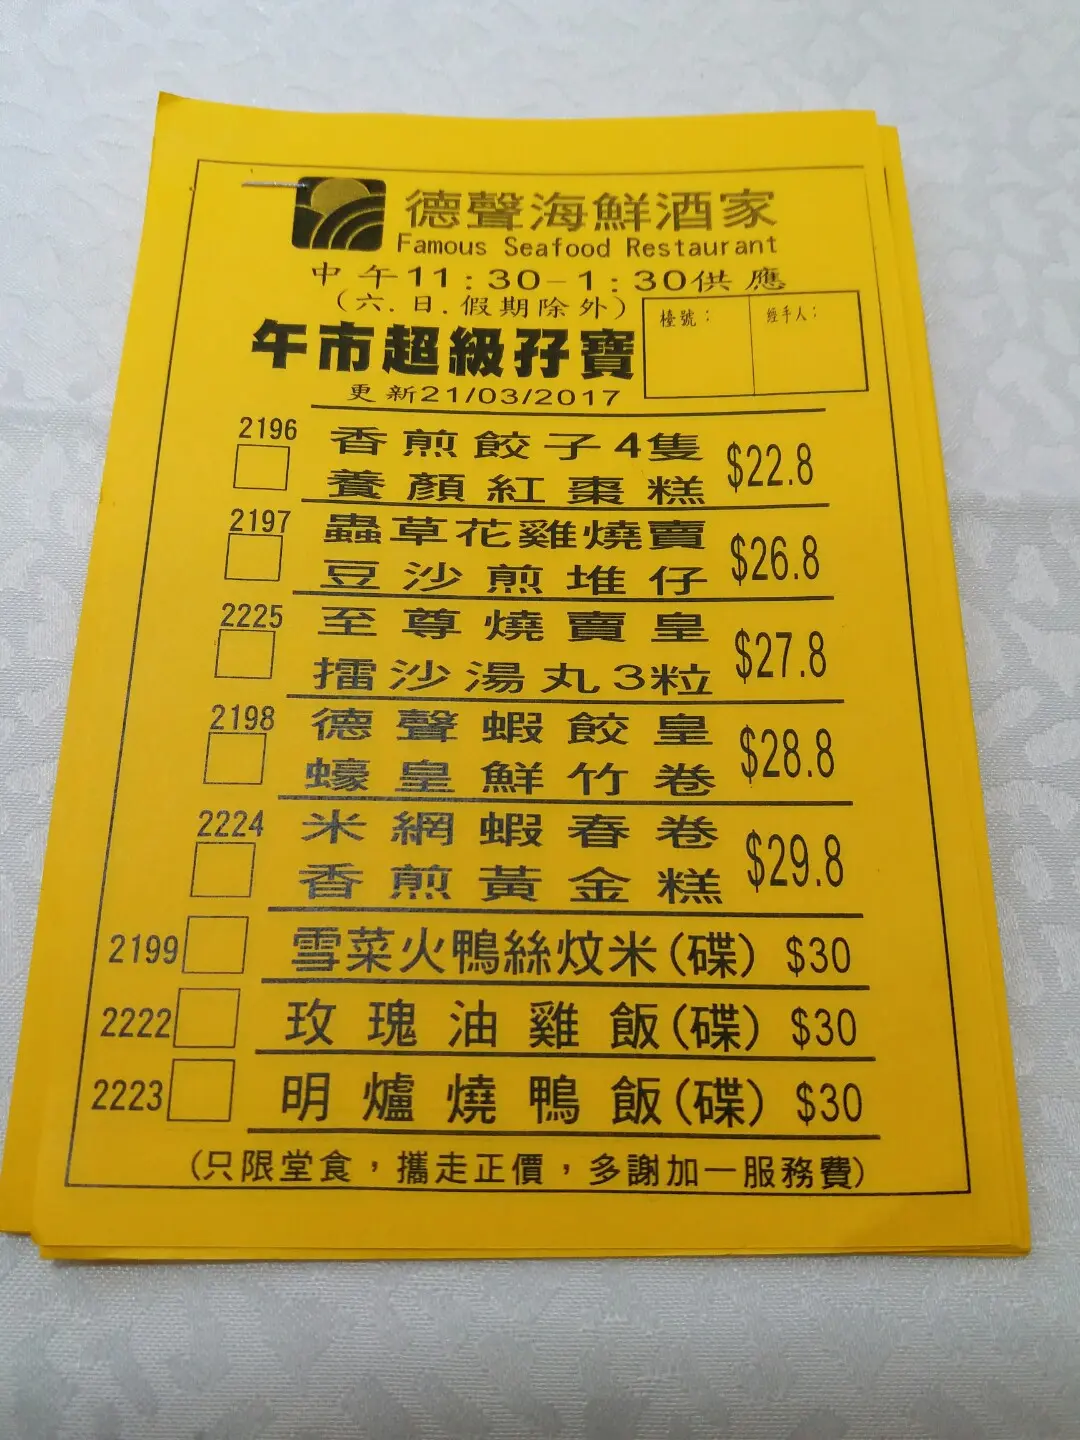 德聲海鮮酒家
Famous Seafood Restaurant
中午11:30-1:30供應
(六.日.假期除外)
檯號： 經手人：
午市超級孖寶
更新21/03/2017
2196 香煎餃子4隻
養顏紅棗糕 $22.8
2197 蟲草花雞燒賣
豆沙煎堆仔 $26.8
2225 至尊燒賣皇
擂沙湯丸3粒 $27.8
2198 德聲蝦餃皇
蠔皇鮮竹卷 $28.8
2224 米網蝦春卷
香煎黃金糕 $29.8
2199 雪菜火鴨絲炆米(碟) $30
2222 玫瑰油雞飯(碟) $30
2223 明爐燒鴨飯(碟) $30
(只限堂食，攜走正價，多謝加一服務費)